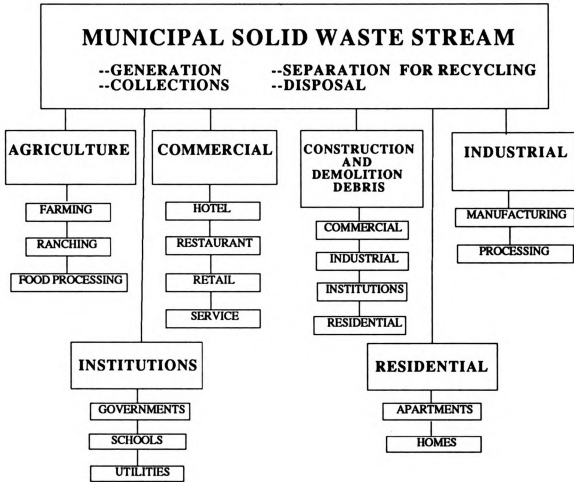 MUNICIPAL SOLID WASTE STREAM
--GENERATION --SEPARATION FOR RECYCLING
--COLLECTIONS --DISPOSAL
AGRICULTURE
FARMING
RANCHING
FOOD PROCESSING
COMMERCIAL
HOTEL
RESTAURANT
RETAIL
SERVICE
CONSTRUCTION
AND
DEMOLITION
DEBRIS
COMMERCIAL
INDUSTRIAL
INSTITUTIONS
RESIDENTIAL
INDUSTRIAL
MANUFACTURING
PROCESSING
INSTITUTIONS
GOVERNMENTS
SCHOOLS
UTILITIES
RESIDENTIAL
APARTMENTS
HOMES